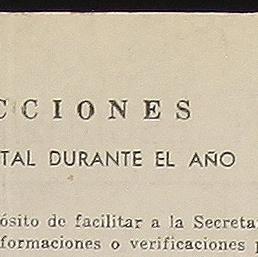 CCIONES
TAL DURANTE EL AÑO
ósito de facilitar a la Secreta
formaciones o verificaciones p